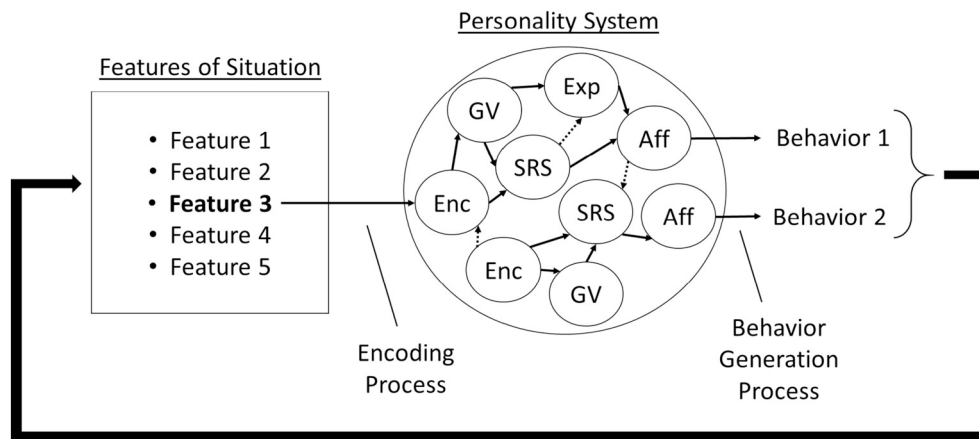 Personality System
Features of Situation
• Feature 1
• Feature 2
• Feature 3
• Feature 4
• Feature 5
Exp
GV
Aff
SRS
Enc
SRS
Aff
Enc
GV
Behavior 1
Behavior 2
Encoding
Process
Behavior
Generation
Process